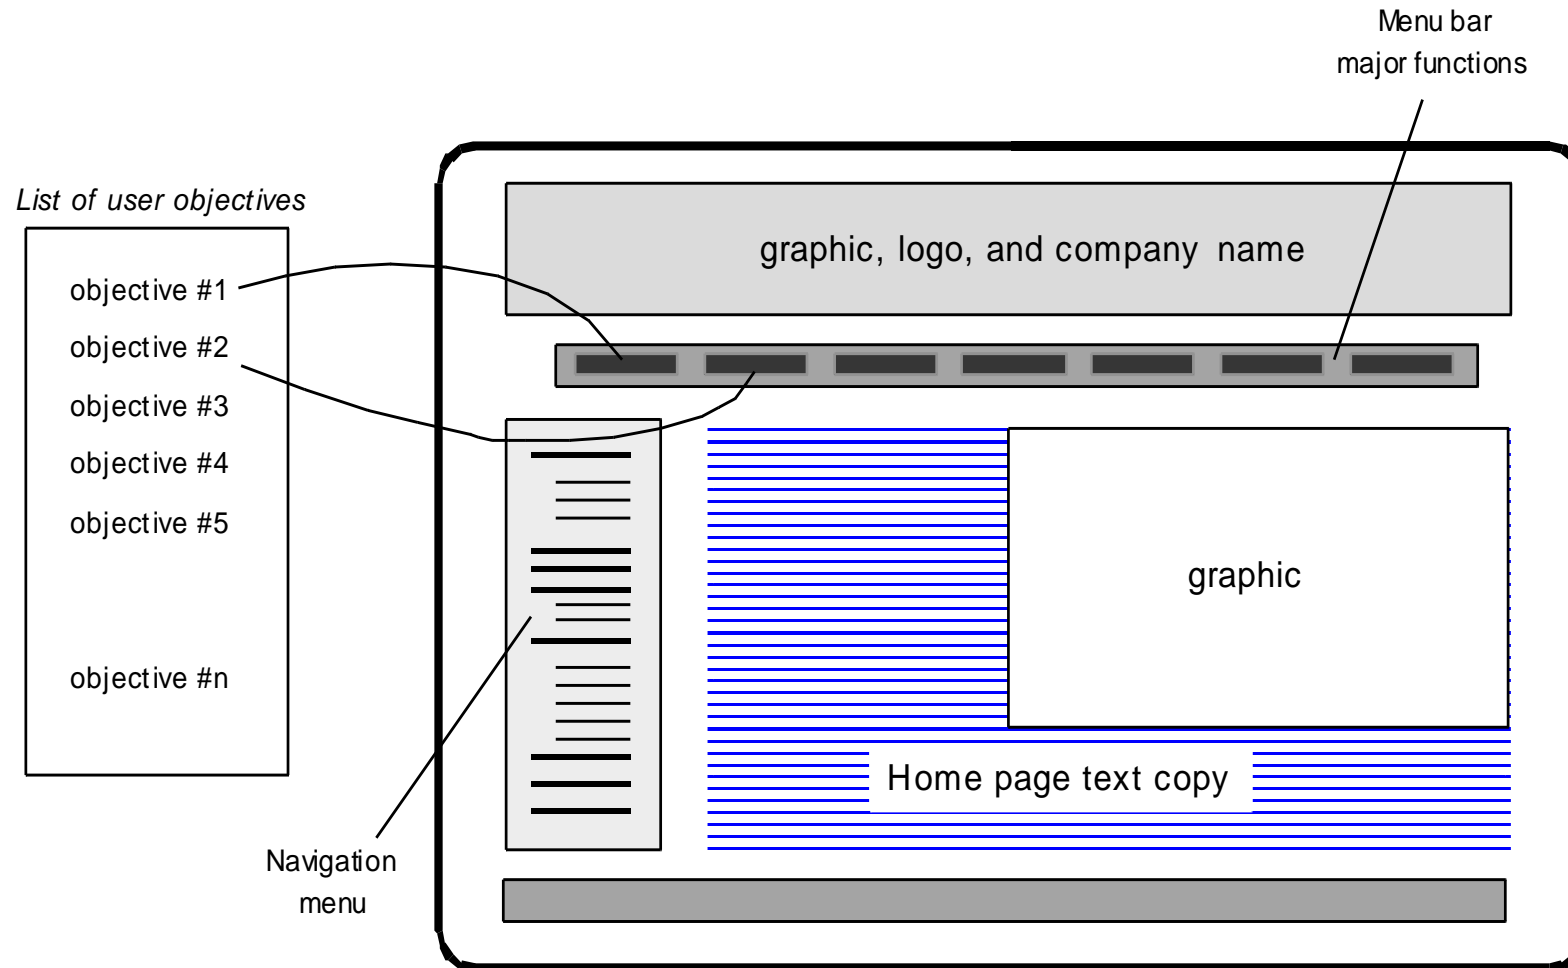 Menu bar
major functions
List of user objectives
objective #1
objective #2
objective #3
objective #4
objective #5
objective #n
graphic, logo, and company name
graphic
Home page text copy
Navigation
menu